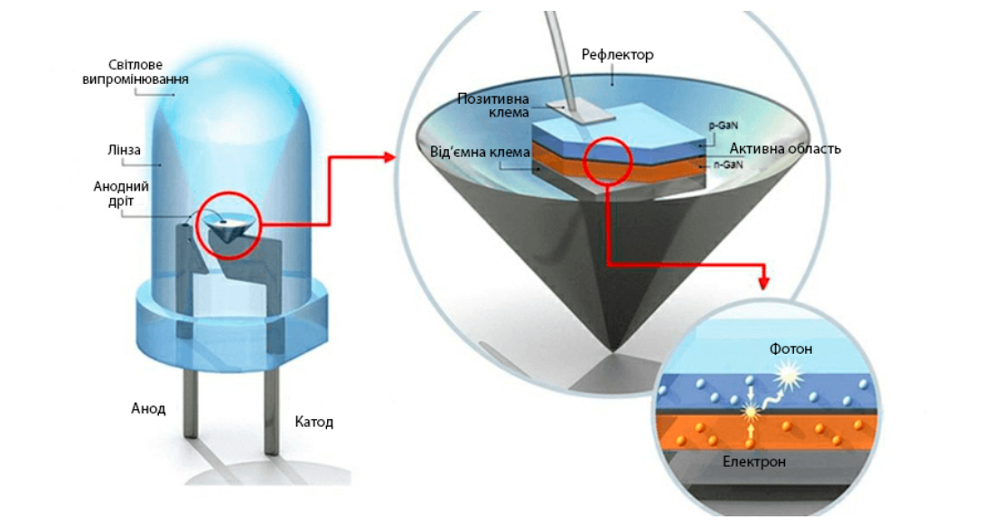 Світлове
випромінювання
Лінза
Анодний
дріт
Анод
Катод
Рефлектор
Позитивна
клема
Від’ємна клема
p-GaN
Активна область
n-GaN
Фотон
Електрон